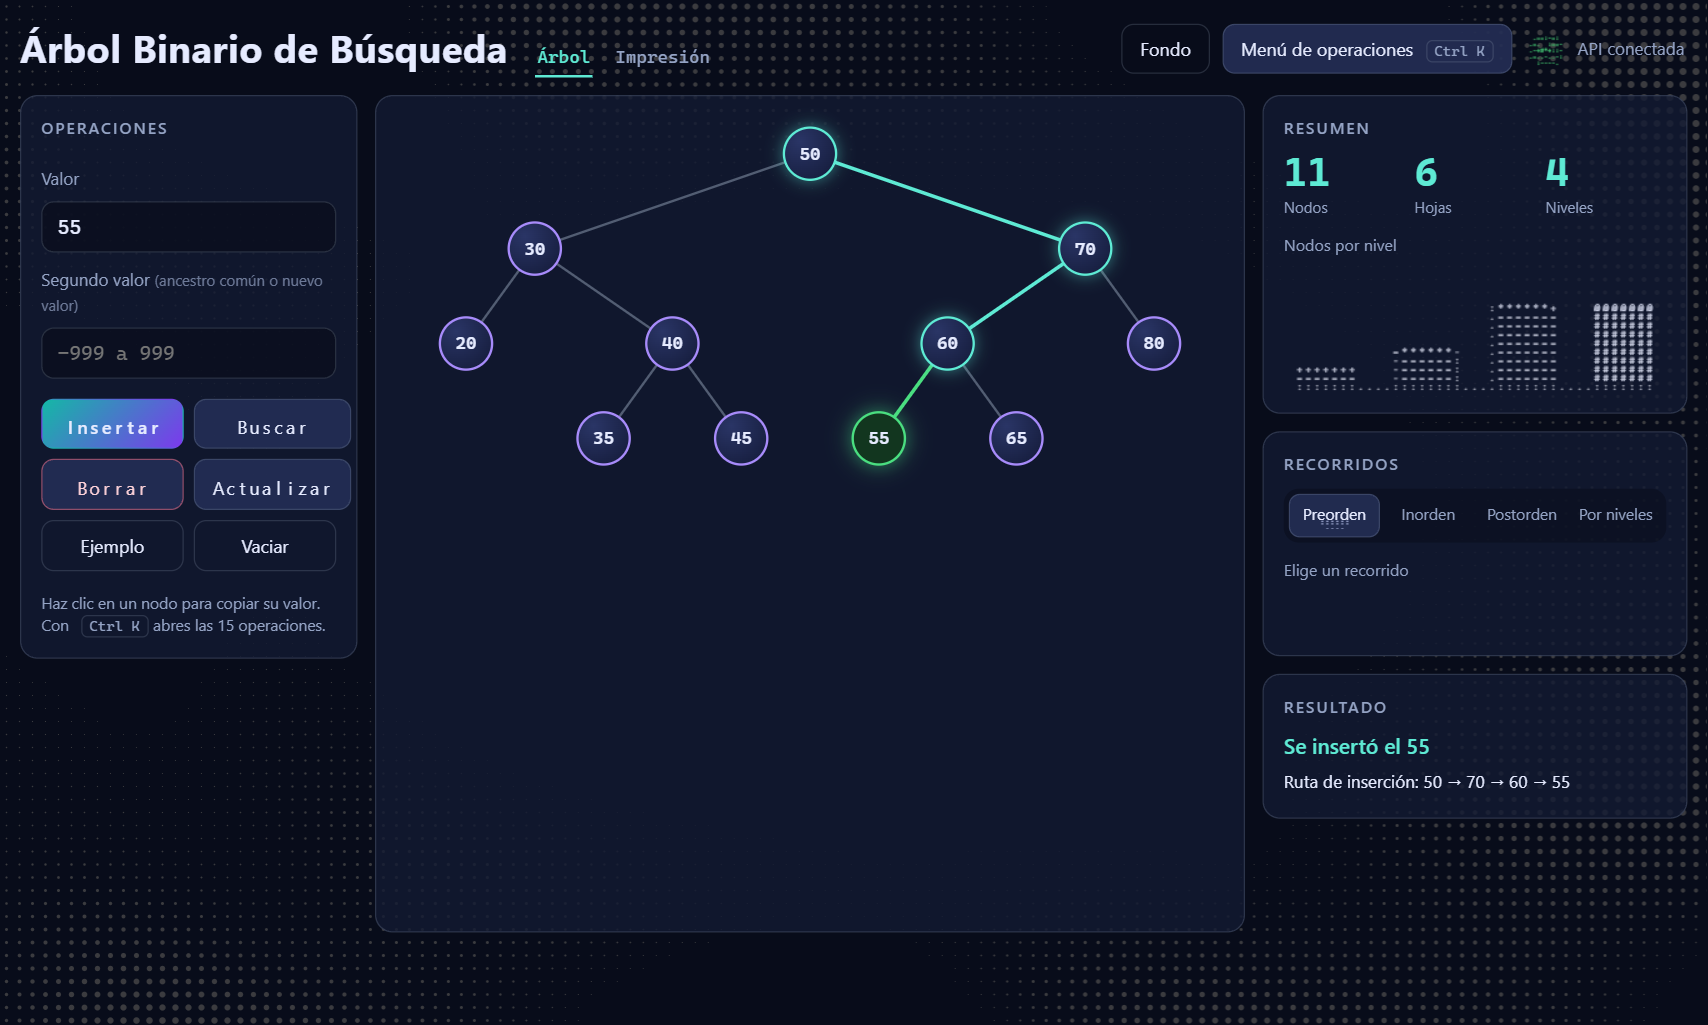 Árbol Binario de Búsqueda
Árbol
Impresión
Fondo
Menú de operaciones Ctrl K
API conectada
OPERACIONES
Valor
55
Segundo valor (ancestro común o nuevo
valor)
−999 a 999
Insertar
Buscar
Borrar
Actualizar
Ejemplo
Vaciar
Haz clic en un nodo para copiar su valor.
Con Ctrl K abres las 15 operaciones.
50
30
70
20
40
60
80
35
45
55
65
RESUMEN
11
6
4
Nodos
Hojas
Niveles
Nodos por nivel
RECORRIDOS
Preorden
Inorden
Postorden
Por niveles
Elige un recorrido
RESULTADO
Se insertó el 55
Ruta de inserción: 50 → 70 → 60 → 55